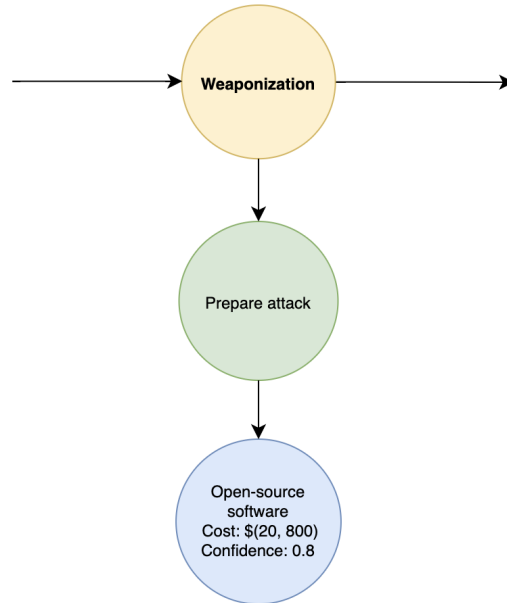 Weaponization
Prepare attack
Open-source
software
Cost: $(20, 800)
Confidence: 0.8